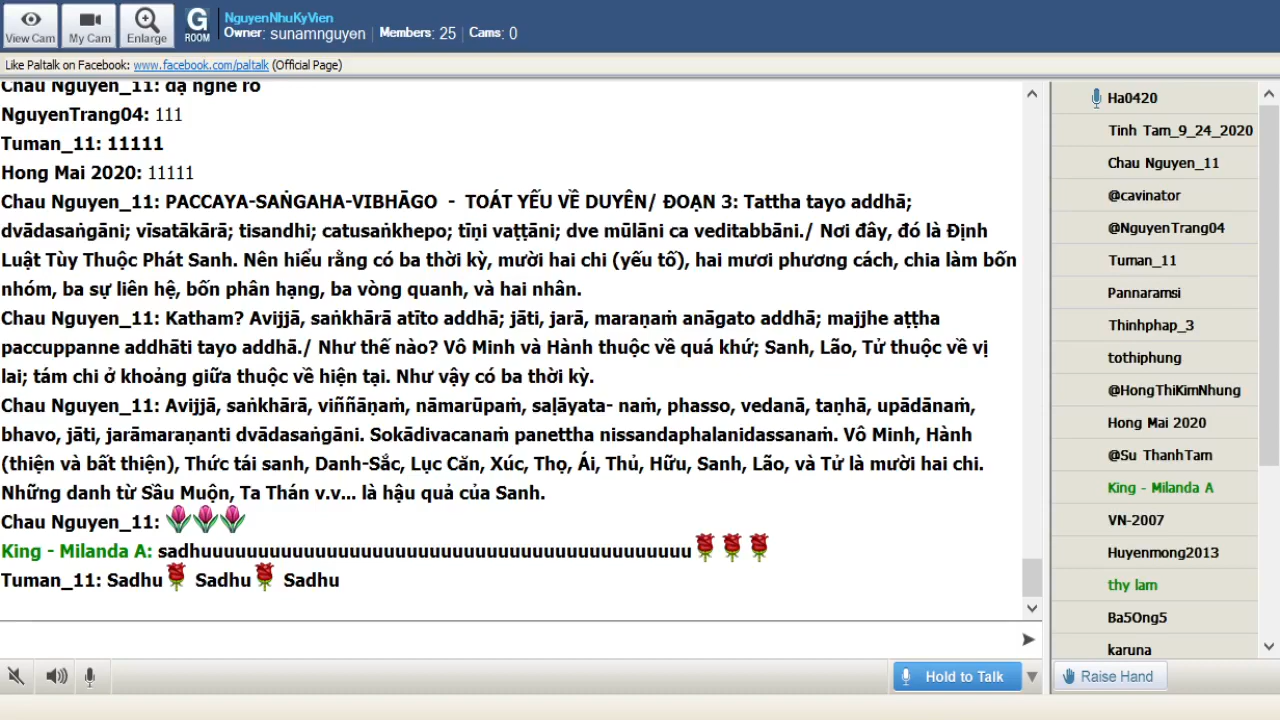 NguyenNhuKyVien
View Cam
My Cam
Enlarge
G
ROOM
Owner: sunamnguyen
Members: 25
Cams: 0
Like Paltalk on Facebook: www.facebook.com/paltalk (Official Page)
Chau Nguyen_11: dạ nghe rõ
NguyenTrang04: 111
Tuman_11: 11111
Hong Mai 2020: 11111
Chau Nguyen_11: PACCAYA-SAṄGAHA-VIBHĀGO - TOÁT YẾU VỀ DUYÊN/ ĐOẠN 3: Tattha tayo addhā;
dvādasaṅgāni; vīsatākārā; tisandhi; catusaṅkhepo; tīṇi vaṭṭāni; dve mūlāni ca veditabbāni./ Nơi đây, đó là Định
Luật Tùy Thuộc Phát Sanh. Nên hiểu rằng có ba thời kỳ, mười hai chi (yếu tố), hai mươi phương cách, chia làm bốn
nhóm, ba sự liên hệ, bốn phân hạng, ba vòng quanh, và hai nhân.
Chau Nguyen_11: Katham? Avijjā, saṅkhārā atīto addhā; jāti, jarā, maraṇaṁ anāgato addhā; majjhe aṭṭha
paccuppanne addhāti tayo addhā./ Như thế nào? Vô Minh và Hành thuộc về quá khứ; Sanh, Lão, Tử thuộc về vị
lai; tám chi ở khoảng giữa thuộc về hiện tại. Như vậy có ba thời kỳ.
Chau Nguyen_11: Avijjā, saṅkhārā, viññāṇaṁ, nāmarūpaṁ, saḷāyata- naṁ, phasso, vedanā, taṇhā, upādānaṁ,
bhavo, jāti, jarāmaraṇanti dvādasaṅgāni. Sokādivacanaṁ panettha nissandaphalanidassanaṁ. Vô Minh, Hành
(thiện và bất thiện), Thức tái sanh, Danh-Sắc, Lục Căn, Xúc, Thọ, Ái, Thủ, Hữu, Sanh, Lão, và Tử là mười hai chi.
Những danh từ Sầu Muộn, Ta Thán v.v... là hậu quả của Sanh.
Chau Nguyen_11:
King - Milanda A: sadhuuuuuuuuuuuuuuuuuuuuuuuuuuuuuuuuuuuuuuuuuuu
Tuman_11: Sadhu Sadhu Sadhu
Hold to Talk
Ha0420
Tinh Tam_9_24_2020
Chau Nguyen_11
@cavinator
@NguyenTrang04
Tuman_11
Pannaramsi
Thinhphap_3
tothiphung
@HongThiKimNhung
Hong Mai 2020
@Su ThanhTam
King - Milanda A
VN-2007
Huyenmong2013
thy lam
Ba5Ong5
karuna
Raise Hand